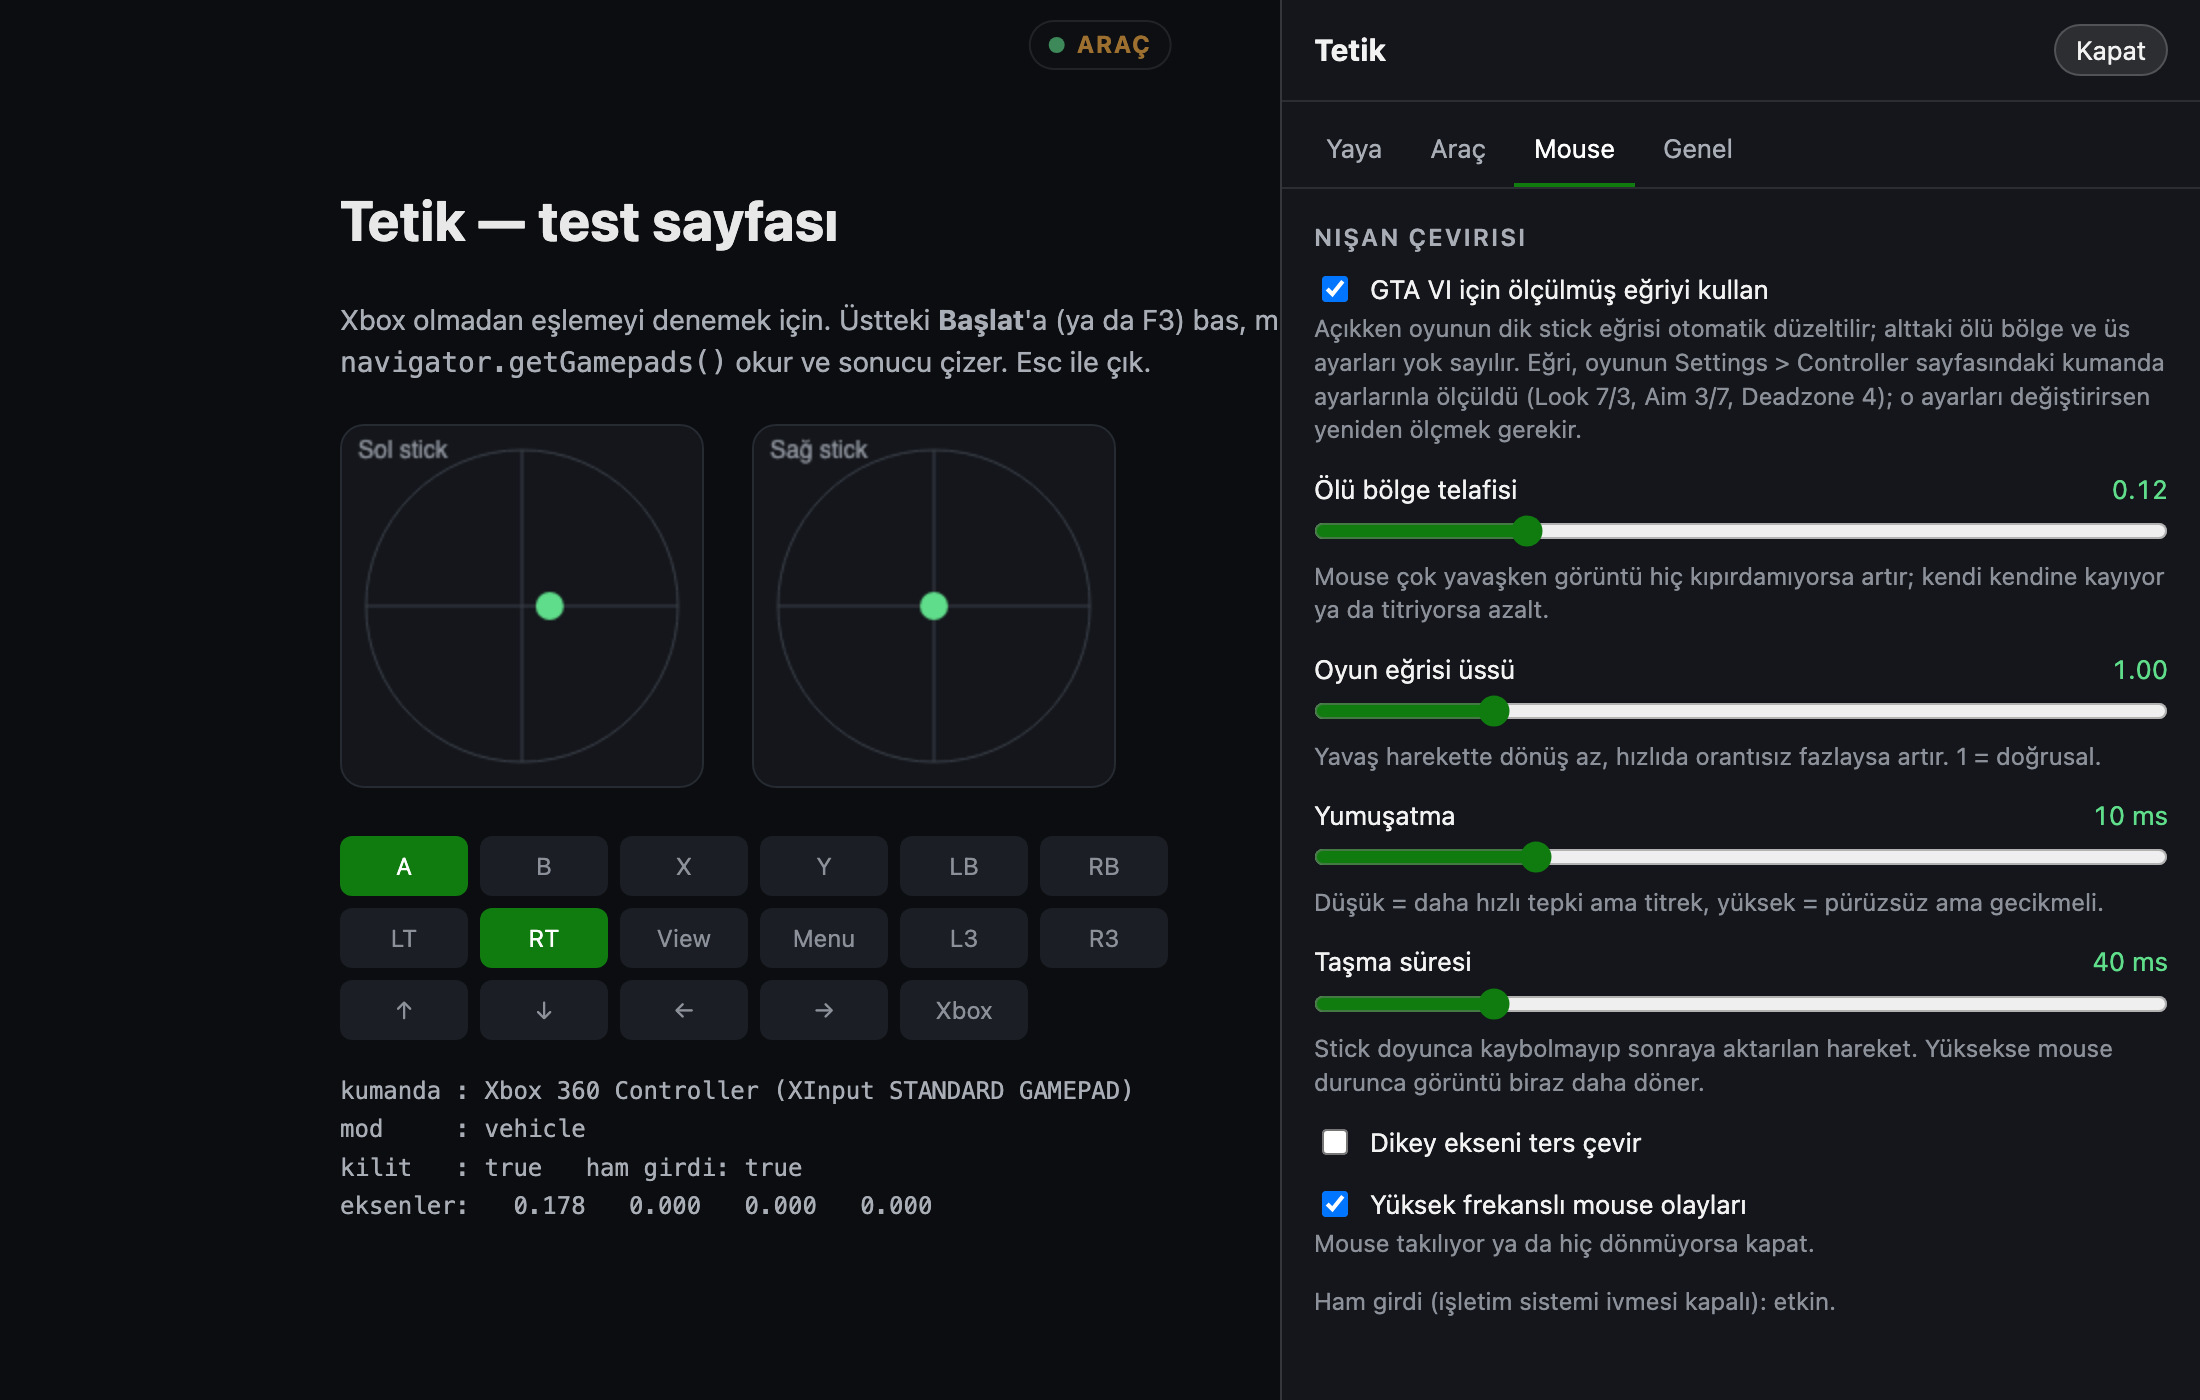 ARAÇ
Tetik — test sayfası
Xbox olmadan eşlemeyi denemek için. Üstteki Başlat'a (ya da F3) bas, m
navigator.getGamepads() okur ve sonucu çizer. Esc ile çık.
Sol stick
Sağ stick
A B X Y LB RB
LT RT View Menu L3 R3
↑ ↓ ← → Xbox
kumanda : Xbox 360 Controller (XInput STANDARD GAMEPAD)
mod : vehicle
kilit : true ham girdi: true
eksenler: 0.178 0.000 0.000 0.000
Tetik
Kapat
Yaya Araç Mouse Genel
NIŞAN ÇEVIRISI
GTA VI için ölçülmüş eğriyi kullan
Açıkken oyunun dik stick eğrisi otomatik düzeltilir; alttaki ölü bölge ve üs
ayarları yok sayılır. Eğri, oyunun Settings > Controller sayfasındaki kumanda
ayarlarınla ölçüldü (Look 7/3, Aim 3/7, Deadzone 4); o ayarları değiştirirsen
yeniden ölçmek gerekir.
Ölü bölge telafisi 0.12
Mouse çok yavaşken görüntü hiç kıpırdamıyorsa artır; kendi kendine kayıyor
ya da titriyorsa azalt.
Oyun eğrisi üssü 1.00
Yavaş harekette dönüş az, hızlıda orantısız fazlaysa artır. 1 = doğrusal.
Yumuşatma 10 ms
Düşük = daha hızlı tepki ama titrek, yüksek = pürüzsüz ama gecikmeli.
Taşma süresi 40 ms
Stick doyunca kaybolmayıp sonraya aktarılan hareket. Yüksekse mouse
durunca görüntü biraz daha döner.
Dikey ekseni ters çevir
Yüksek frekanslı mouse olayları
Mouse takılıyor ya da hiç dönmüyorsa kapat.
Ham girdi (işletim sistemi ivmesi kapalı): etkin.